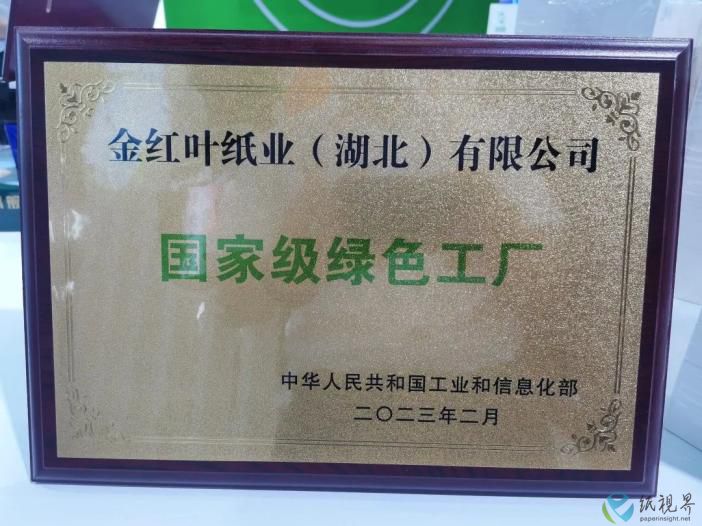 金红叶纸业（湖北）有限公司
国家级绿色工厂
中华人民共和国工业和信息化部
二〇二三年二月
纸视界
paperinsight.net